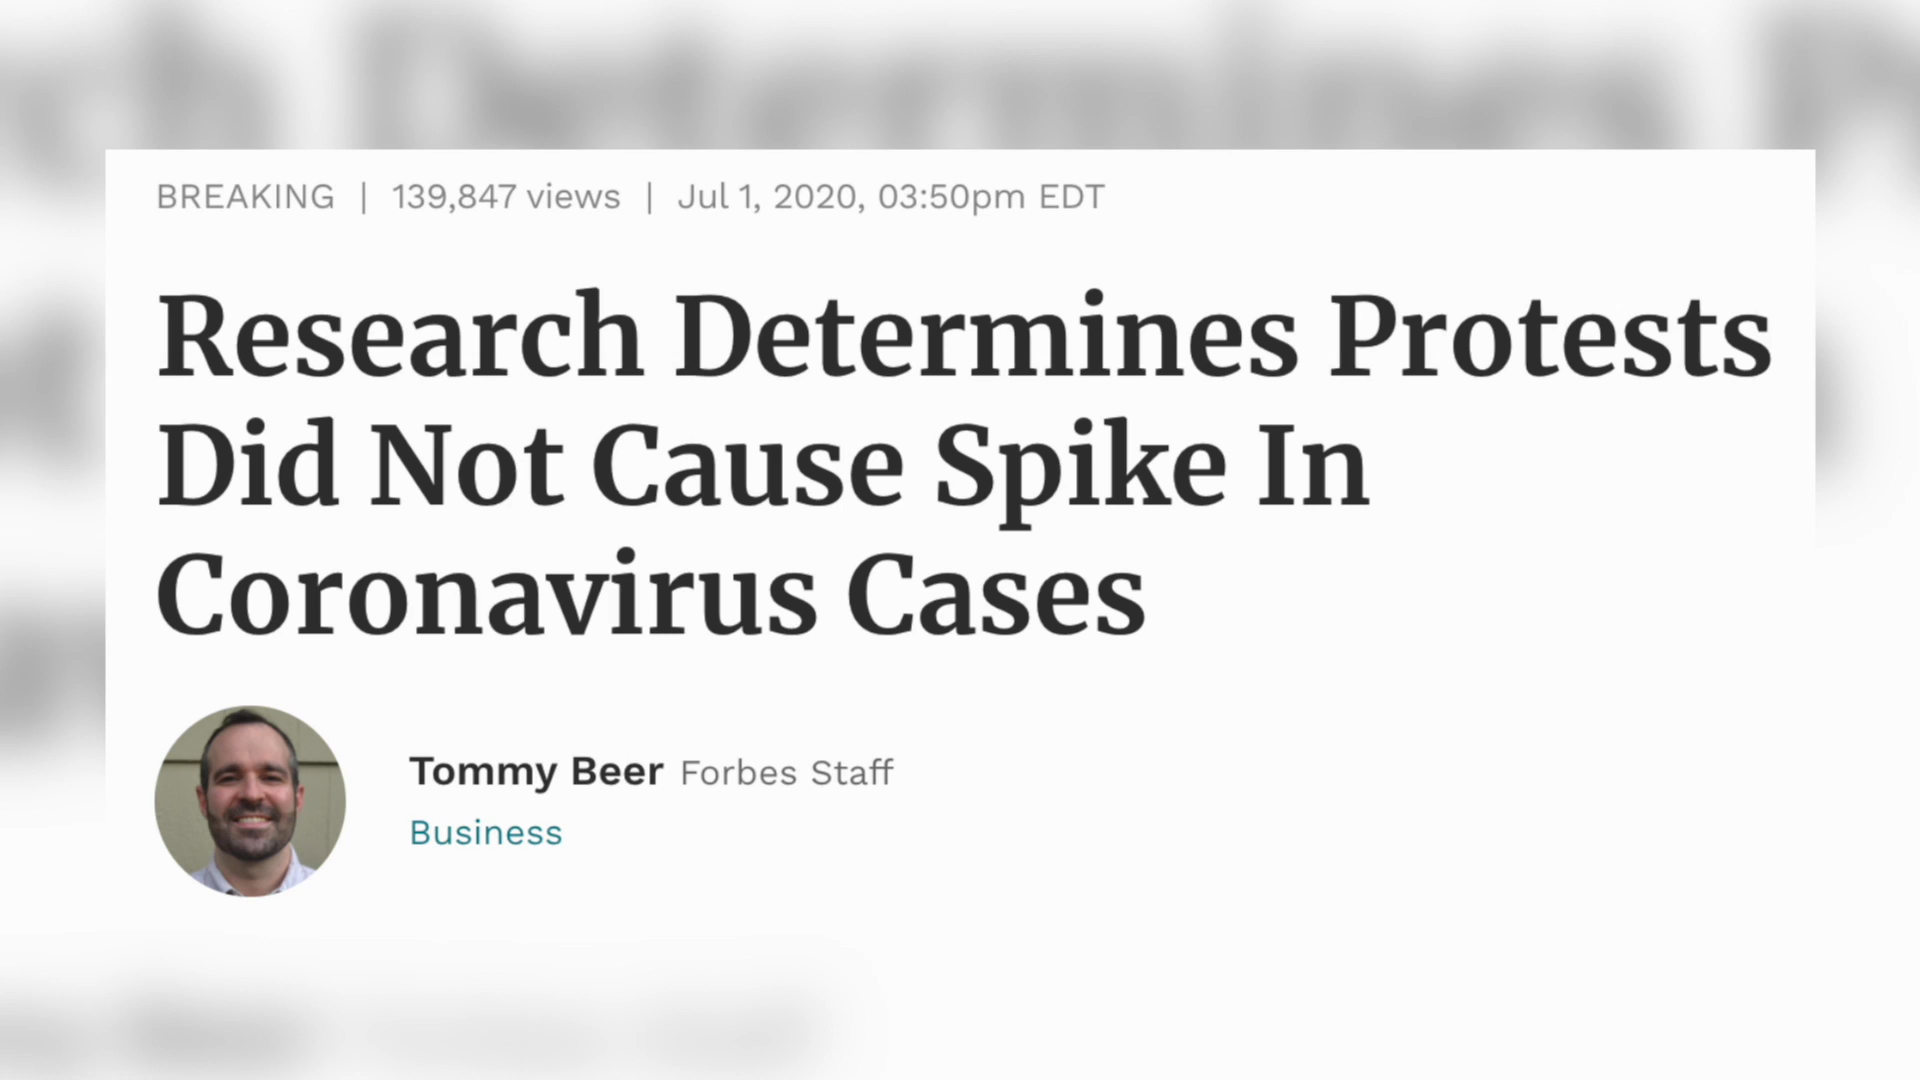 BREAKING | 139,847 views | Jul 1, 2020, 03:50pm EDT
Research Determines Protests
Did Not Cause Spike In
Coronavirus Cases
Tommy Beer Forbes Staff
Business